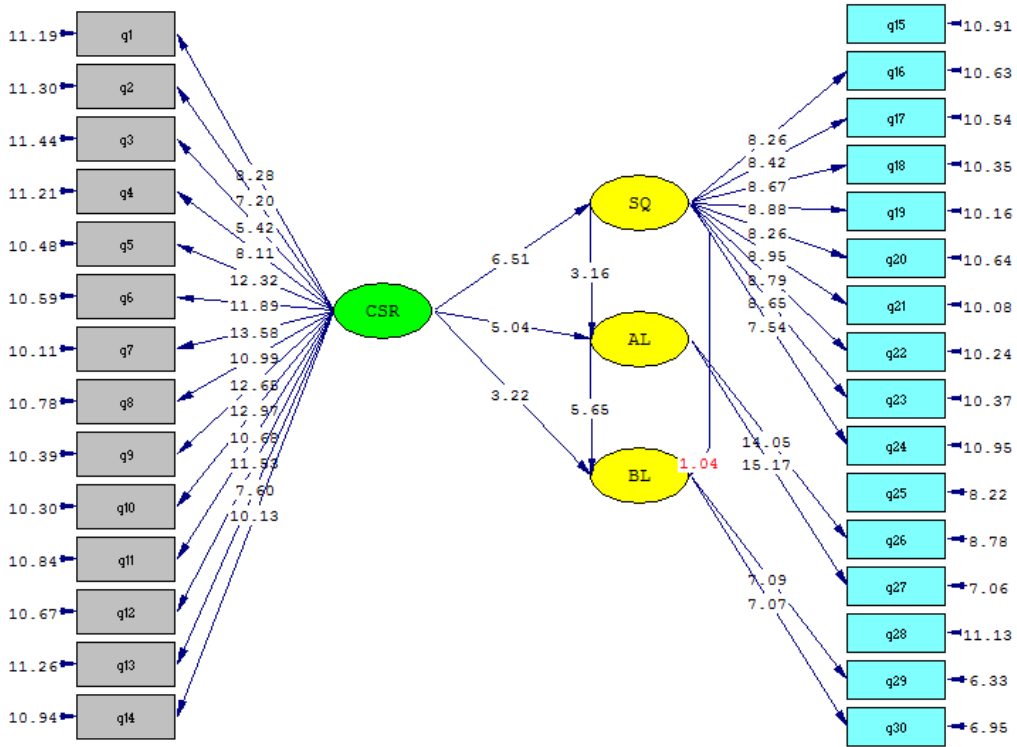 11.19 q1
11.30 q2
11.44 q3
11.21 q4
10.48 q5
10.59 q6
10.11 q7
10.78 q8
10.39 q9
10.30 q10
10.84 q11
10.67 q12
11.26 q13
10.94 q14
8.28
7.20
5.42
8.11
12.32
11.89
13.58
10.99
12.65
12.97
10.68
11.53
7.60
10.13
CSR
6.51
5.04
3.22
SQ
3.16
AL
5.65
BL
1.04
8.26
8.42
8.67
8.88
8.26
8.95
8.79
8.65
7.54
14.05
15.17
7.09
7.07
q15 10.91
q16 10.63
q17 10.54
q18 10.35
q19 10.16
q20 10.64
q21 10.08
q22 10.24
q23 10.37
q24 10.95
q25 8.22
q26 8.78
q27 7.06
q28 11.13
q29 6.33
q30 6.95